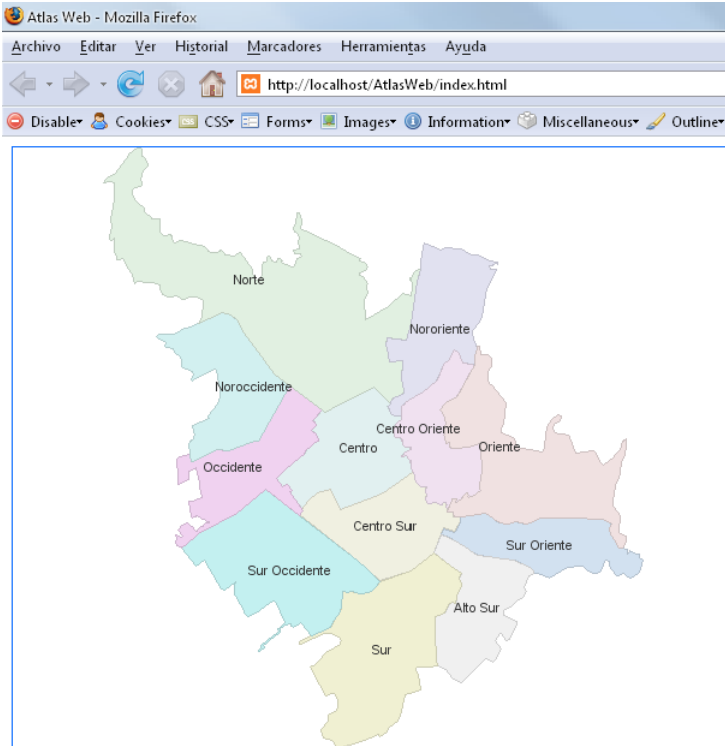 Atlas Web - Mozilla Firefox
Archivo Editar Ver Historial Marcadores Herramientas Ayuda
http://localhost/AtlasWeb/index.html
Disable Cookies CSS Forms Images Information Miscellaneous Outline
Norte
Nororiente
Noroccidente
Centro Oriente
Centro
Oriente
Occidente
Centro Sur
Sur Oriente
Sur Occidente
Alto Sur
Sur